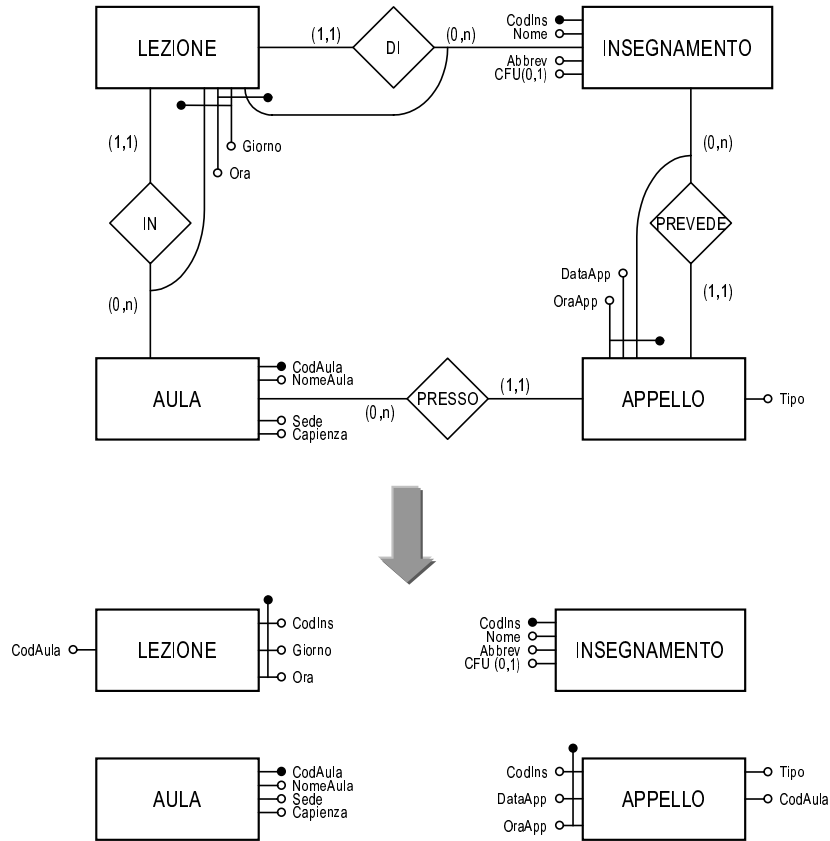 LEZIONE
(1,1)
DI
(0,n)
CodIns
Nome
Abbrev
CFU(0,1)
INSEGNAMENTO
Giorno
Ora
(1,1)
IN
(0,n)
(0,n)
PREVEDE
(1,1)
DataApp
OraApp
AULA
CodAula
NomeAula
Sede
Capienza
(0,n)
PRESSO
(1,1)
APPELLO
Tipo
CodAula
LEZIONE
CodIns
Giorno
Ora
CodIns
Nome
Abbrev
CFU (0,1)
INSEGNAMENTO
AULA
CodAula
NomeAula
Sede
Capienza
CodIns
DataApp
OraApp
APPELLO
Tipo
CodAula